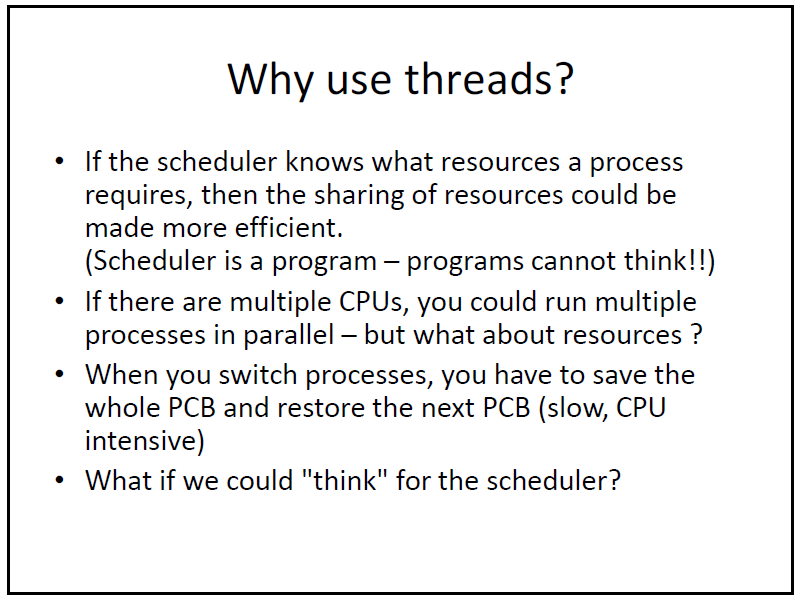 Why use threads?
• If the scheduler knows what resources a process
requires, then the sharing of resources could be
made more efficient.
(Scheduler is a program – programs cannot think!!)
• If there are multiple CPUs, you could run multiple
processes in parallel – but what about resources ?
• When you switch processes, you have to save the
whole PCB and restore the next PCB (slow, CPU
intensive)
• What if we could "think" for the scheduler?